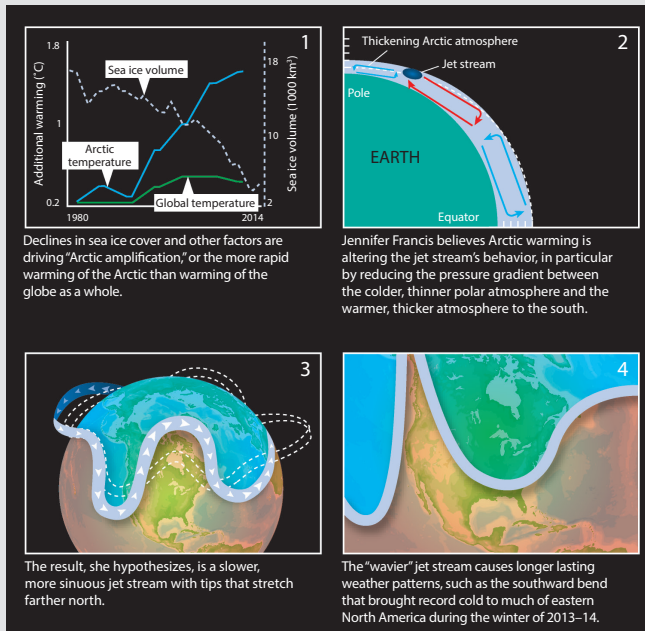 1.8
1
0.2
Additional warming (°C)
Sea ice volume
Arctic
temperature
Global temperature
1980
2014
18
10
2
Sea ice volume (1000 km³)
1
Declines in sea ice cover and other factors are
driving “Arctic amplification,” or the more rapid
warming of the Arctic than warming of the
globe as a whole.
2
Thickening Arctic atmosphere
Jet stream
Pole
EARTH
Equator
Jennifer Francis believes Arctic warming is
altering the jet stream’s behavior, in particular
by reducing the pressure gradient between
the colder, thinner polar atmosphere and the
warmer, thicker atmosphere to the south.
3
The result, she hypothesizes, is a slower,
more sinuous jet stream with tips that stretch
farther north.
4
The “wavier” jet stream causes longer lasting
weather patterns, such as the southward bend
that brought record cold to much of eastern
North America during the winter of 2013–14.